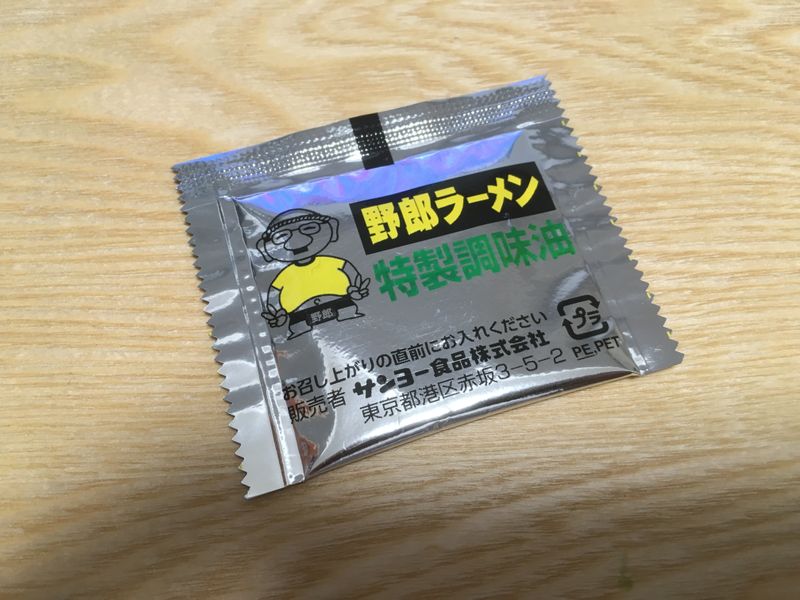 野郎ラーメン
特製調味油
野郎
お召し上がりの直前にお入れください
販売者 サンヨー食品株式会社
東京都港区赤坂3-5-2
プラ
PE,PET